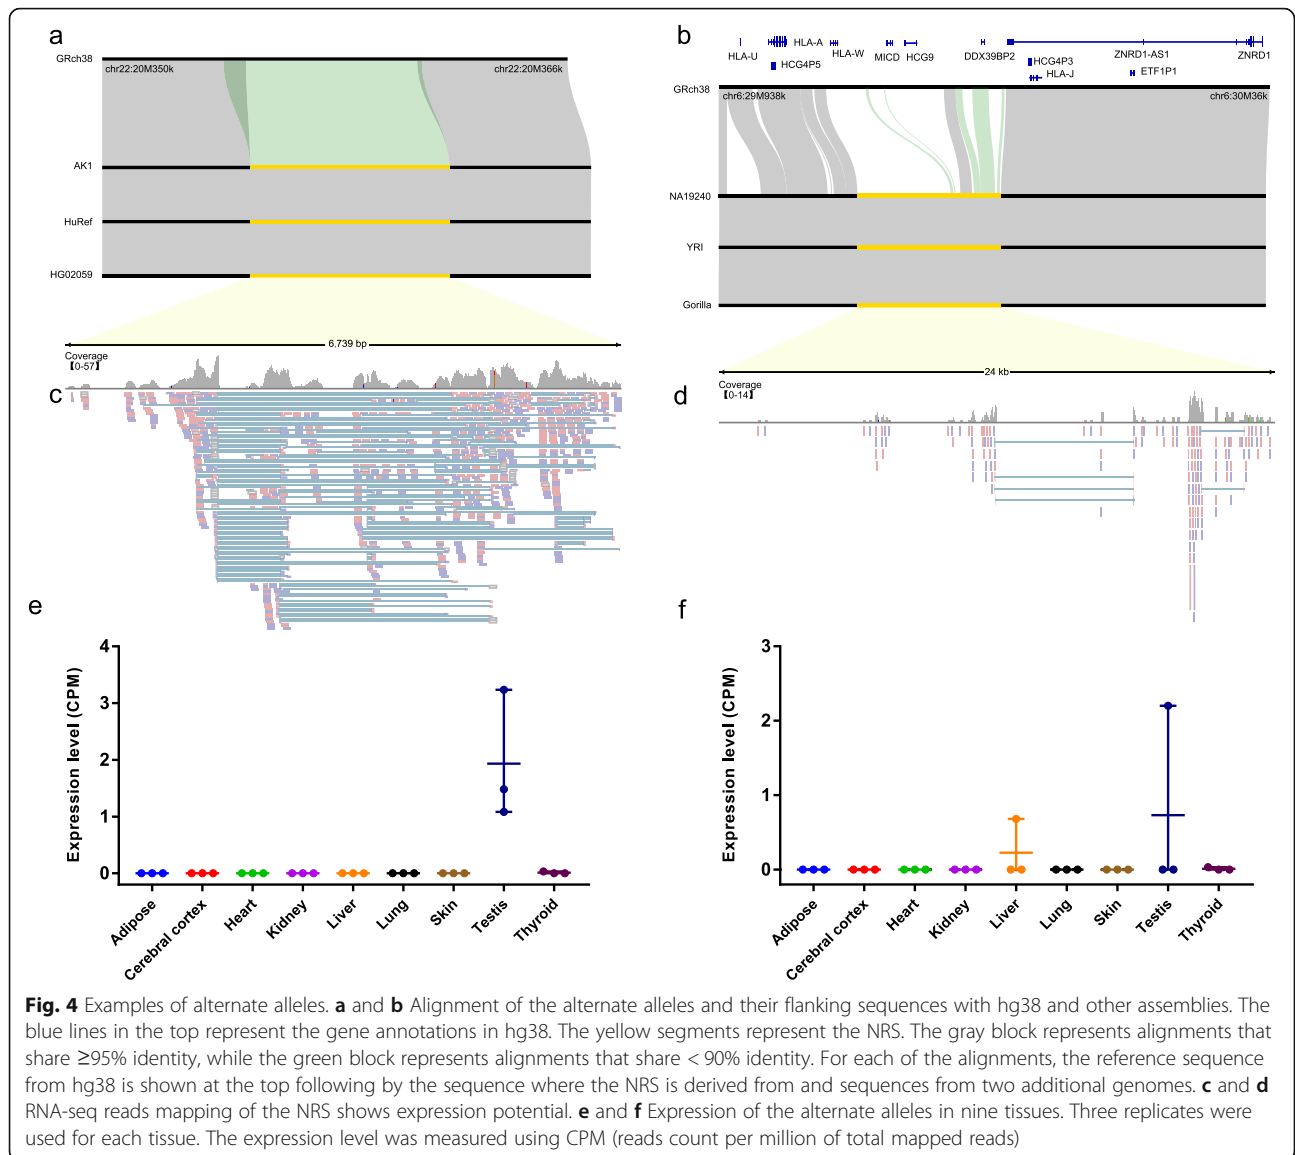 a
GRch38
chr22:20M350k
chr22:20M366k
AK1
HuRef
HG02059
6,739 bp
Coverage
【0-57】
c
b
HLA-U
HCG4P5
HLA-A
HLA-W
MICD
HCG9
DDX39BP2
HCG4P3
HLA-J
ZNRD1-AS1
ETF1P1
ZNRD1
GRch38
chr6:29M938k
chr6:30M36k
NA19240
YRI
Gorilla
24 kb
Coverage
【0-14】
d
e
Expression level (CPM)
4
3
2
1
0
Adipose
Cerebral cortex
Heart
Kidney
Liver
Lung
Skin
Testis
Thyroid
f
Expression level (CPM)
3
2
1
0
Adipose
Cerebral cortex
Heart
Kidney
Liver
Lung
Skin
Testis
Thyroid
Fig. 4 Examples of alternate alleles. a and b Alignment of the alternate alleles and their flanking sequences with hg38 and other assemblies. The
blue lines in the top represent the gene annotations in hg38. The yellow segments represent the NRS. The gray block represents alignments that
share ≥95% identity, while the green block represents alignments that share < 90% identity. For each of the alignments, the reference sequence
from hg38 is shown at the top following by the sequence where the NRS is derived from and sequences from two additional genomes. c and d
RNA-seq reads mapping of the NRS shows expression potential. e and f Expression of the alternate alleles in nine tissues. Three replicates were
used for each tissue. The expression level was measured using CPM (reads count per million of total mapped reads)